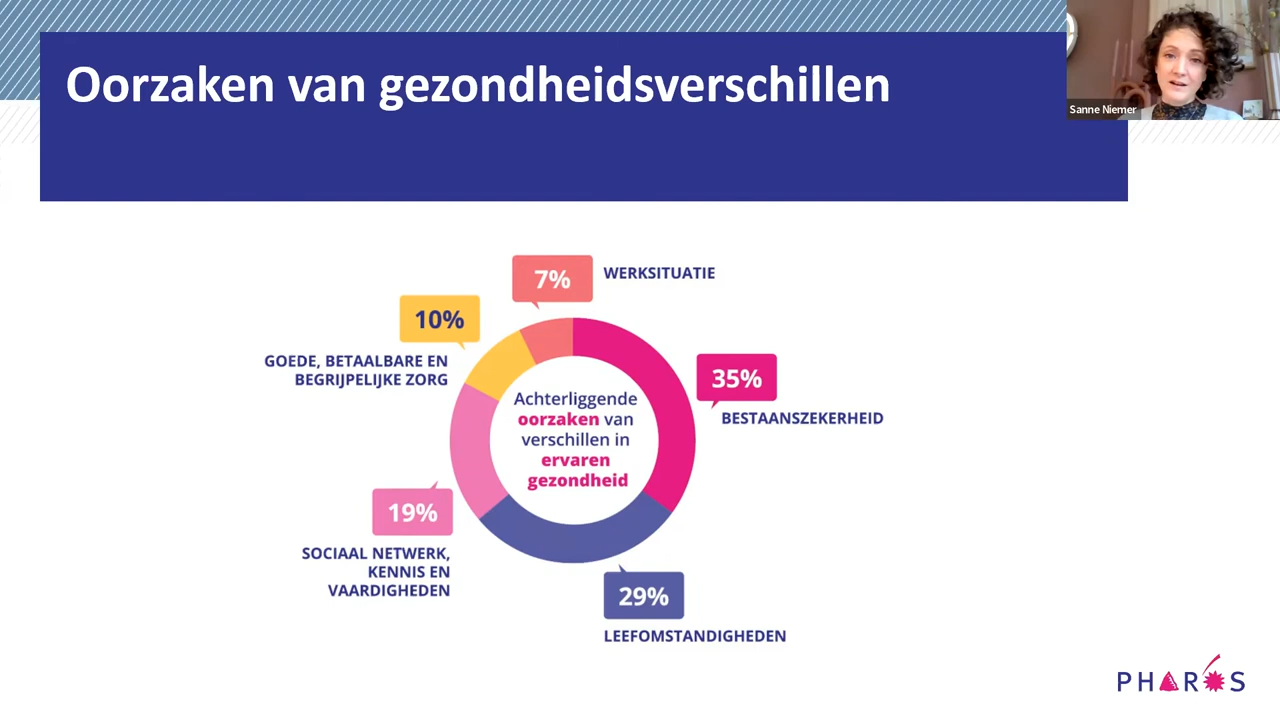 Oorzaken van gezondheidsverschillen
Sanne Niemer
7%
WERKSITUATIE
10%
GOEDE, BETAALBARE EN
BEGRIJPELIJKE ZORG
35%
BESTAANSZEKERHEID
Achterliggende
oorzaken van
verschillen in
ervaren
gezondheid
19%
SOCIAAL NETWERK,
KENNIS EN
VAARDIGHEDEN
29%
LEEFOMSTANDIGHEDEN
PHAROS